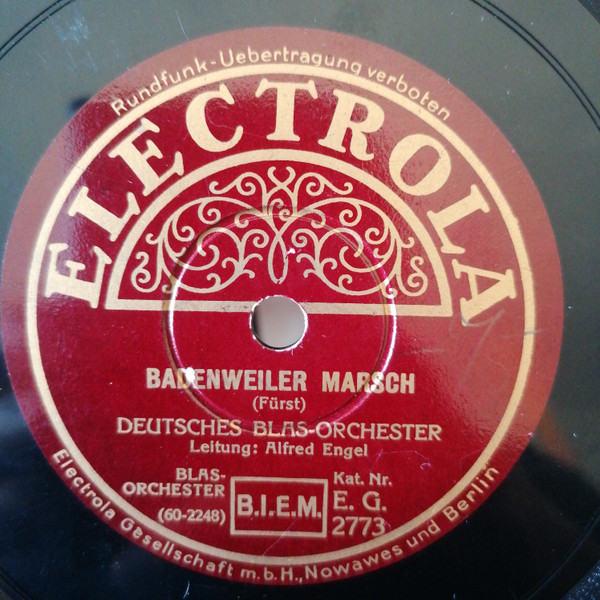 Rundfunk-Uebertragung verboten
ELECTROLA
BADENWEILER MARSCH
(Fürst)
DEUTSCHES BLAS-ORCHESTER
Leitung: Alfred Engel
BLAS-
ORCHESTER
(60-2248)
B.I.E.M.
Kat. Nr.
E. G.
2773
Electrola Gesellschaft m.b.H., Nowawes und Berlin